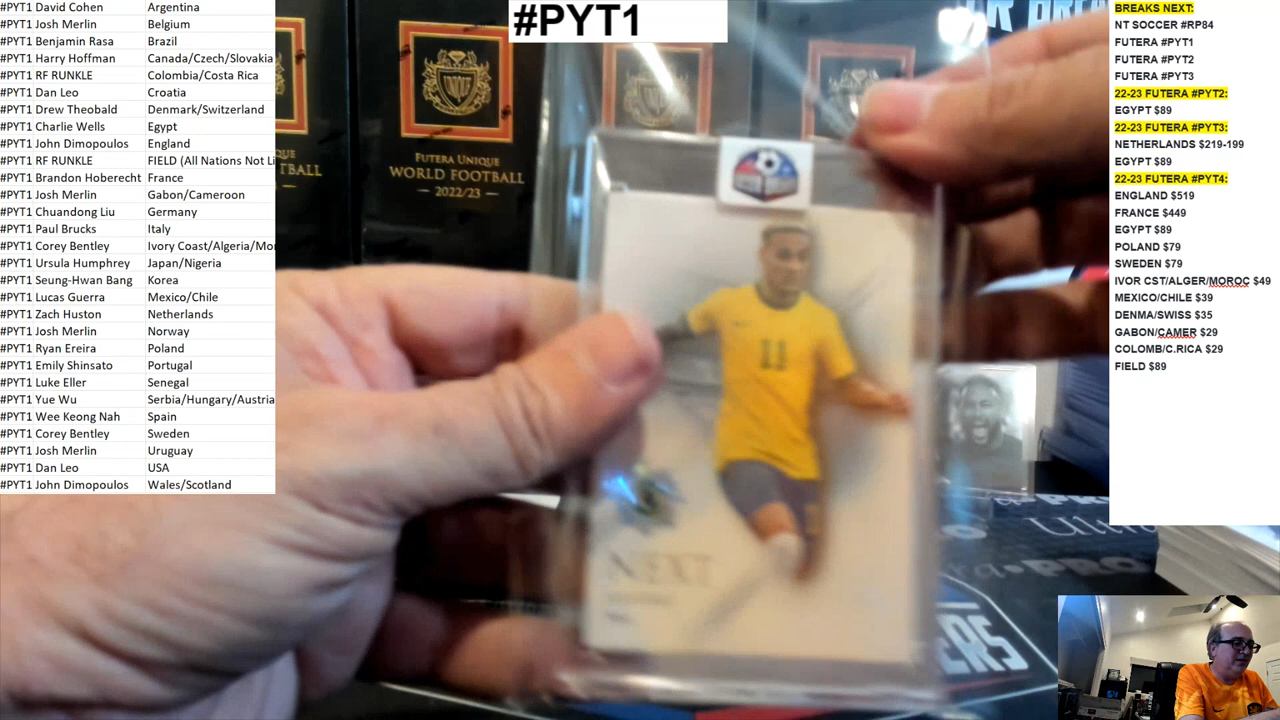 #PYT1 David Cohen Argentina
#PYT1 Josh Merlin Belgium
#PYT1 Benjamin Rasa Brazil
#PYT1 Harry Hoffman Canada/Czech/Slovakia
#PYT1 RF RUNKLE Colombia/Costa Rica
#PYT1 Dan Leo Croatia
#PYT1 Drew Theobald Denmark/Switzerland
#PYT1 Charlie Wells Egypt
#PYT1 John Dimopoulos England
#PYT1 RF RUNKLE FIELD (All Nations Not Li
#PYT1 Brandon Hoberecht France
#PYT1 Josh Merlin Gabon/Cameroon
#PYT1 Chuandong Liu Germany
#PYT1 Paul Brucks Italy
#PYT1 Corey Bentley Ivory Coast/Algeria/Mor
#PYT1 Ursula Humphrey Japan/Nigeria
#PYT1 Seung-Hwan Bang Korea
#PYT1 Lucas Guerra Mexico/Chile
#PYT1 Zach Huston Netherlands
#PYT1 Josh Merlin Norway
#PYT1 Ryan Ereira Poland
#PYT1 Emily Shinsato Portugal
#PYT1 Luke Eller Senegal
#PYT1 Yue Wu Serbia/Hungary/Austria
#PYT1 Wee Keong Nah Spain
#PYT1 Corey Bentley Sweden
#PYT1 Josh Merlin Uruguay
#PYT1 Dan Leo USA
#PYT1 John Dimopoulos Wales/Scotland
#PYT1
FUTERA UNIQUE
WORLD FOOTBALL
2022/23
11
NEXT
ERS
BREAKS NEXT:
NT SOCCER #RP84
FUTERA #PYT1
FUTERA #PYT2
FUTERA #PYT3
22-23 FUTERA #PYT2:
EGYPT $89
22-23 FUTERA #PYT3:
NETHERLANDS $219-199
EGYPT $89
22-23 FUTERA #PYT4:
ENGLAND $519
FRANCE $449
EGYPT $89
POLAND $79
SWEDEN $79
IVOR CST/ALGER/MOROC $49
MEXICO/CHILE $39
DENMA/SWISS $35
GABON/CAMER $29
COLOMB/C.RICA $29
FIELD $89